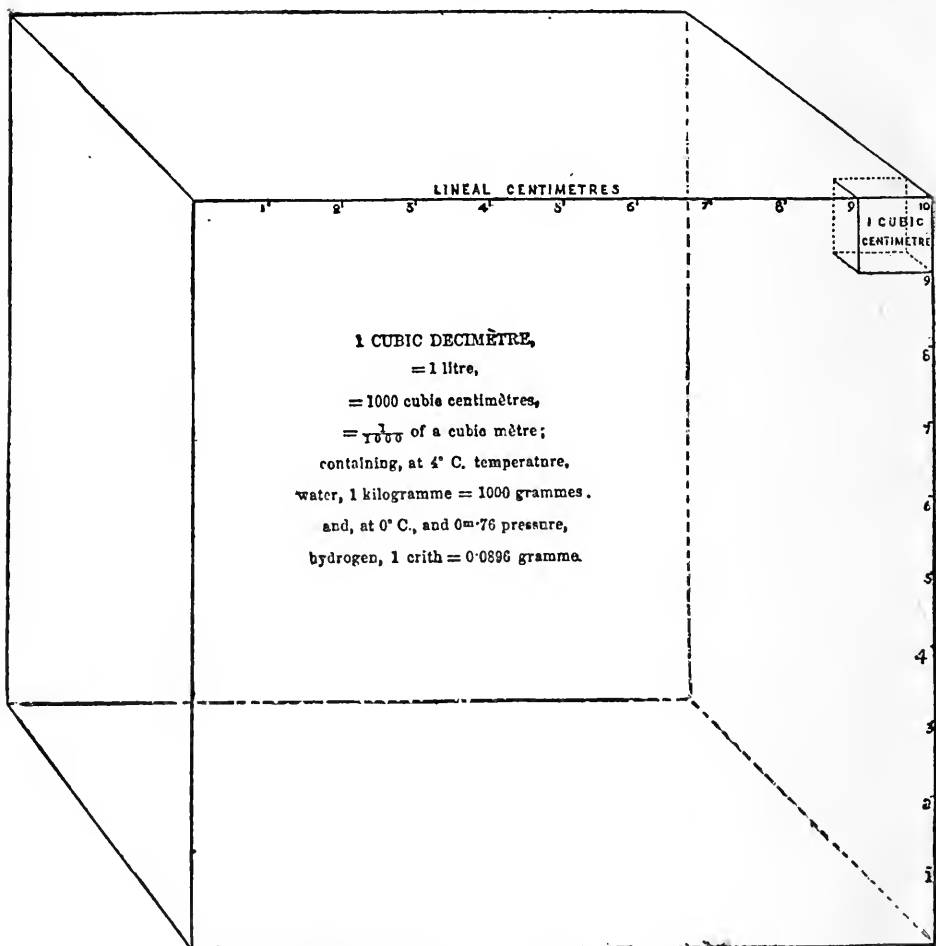 LINEAL CENTIMETRES
1 2 3 4 5 6 7 8 9 10
1 CUBIC
CENTIMETRE
9
8
7
6
5
4
3
2
1
1 CUBIC DECIMÈTRE,
= 1 litre,
= 1000 cubic centimètres,
= 1/1000 of a cubic mètre;
containing, at 4° C. temperature,
water, 1 kilogramme = 1000 grammes.
and, at 0° C., and 0m·76 pressure,
hydrogen, 1 crith = 0·0896 gramme.